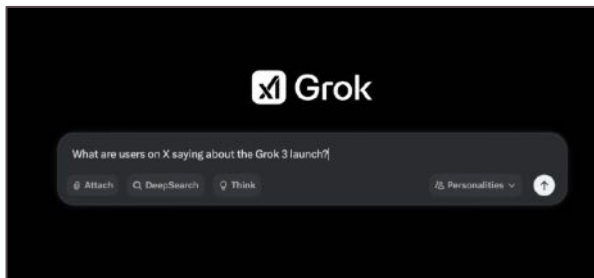 Grok
What are users on X saying about the Grok 3 launch?
Attach DeepSearch Think Personalities